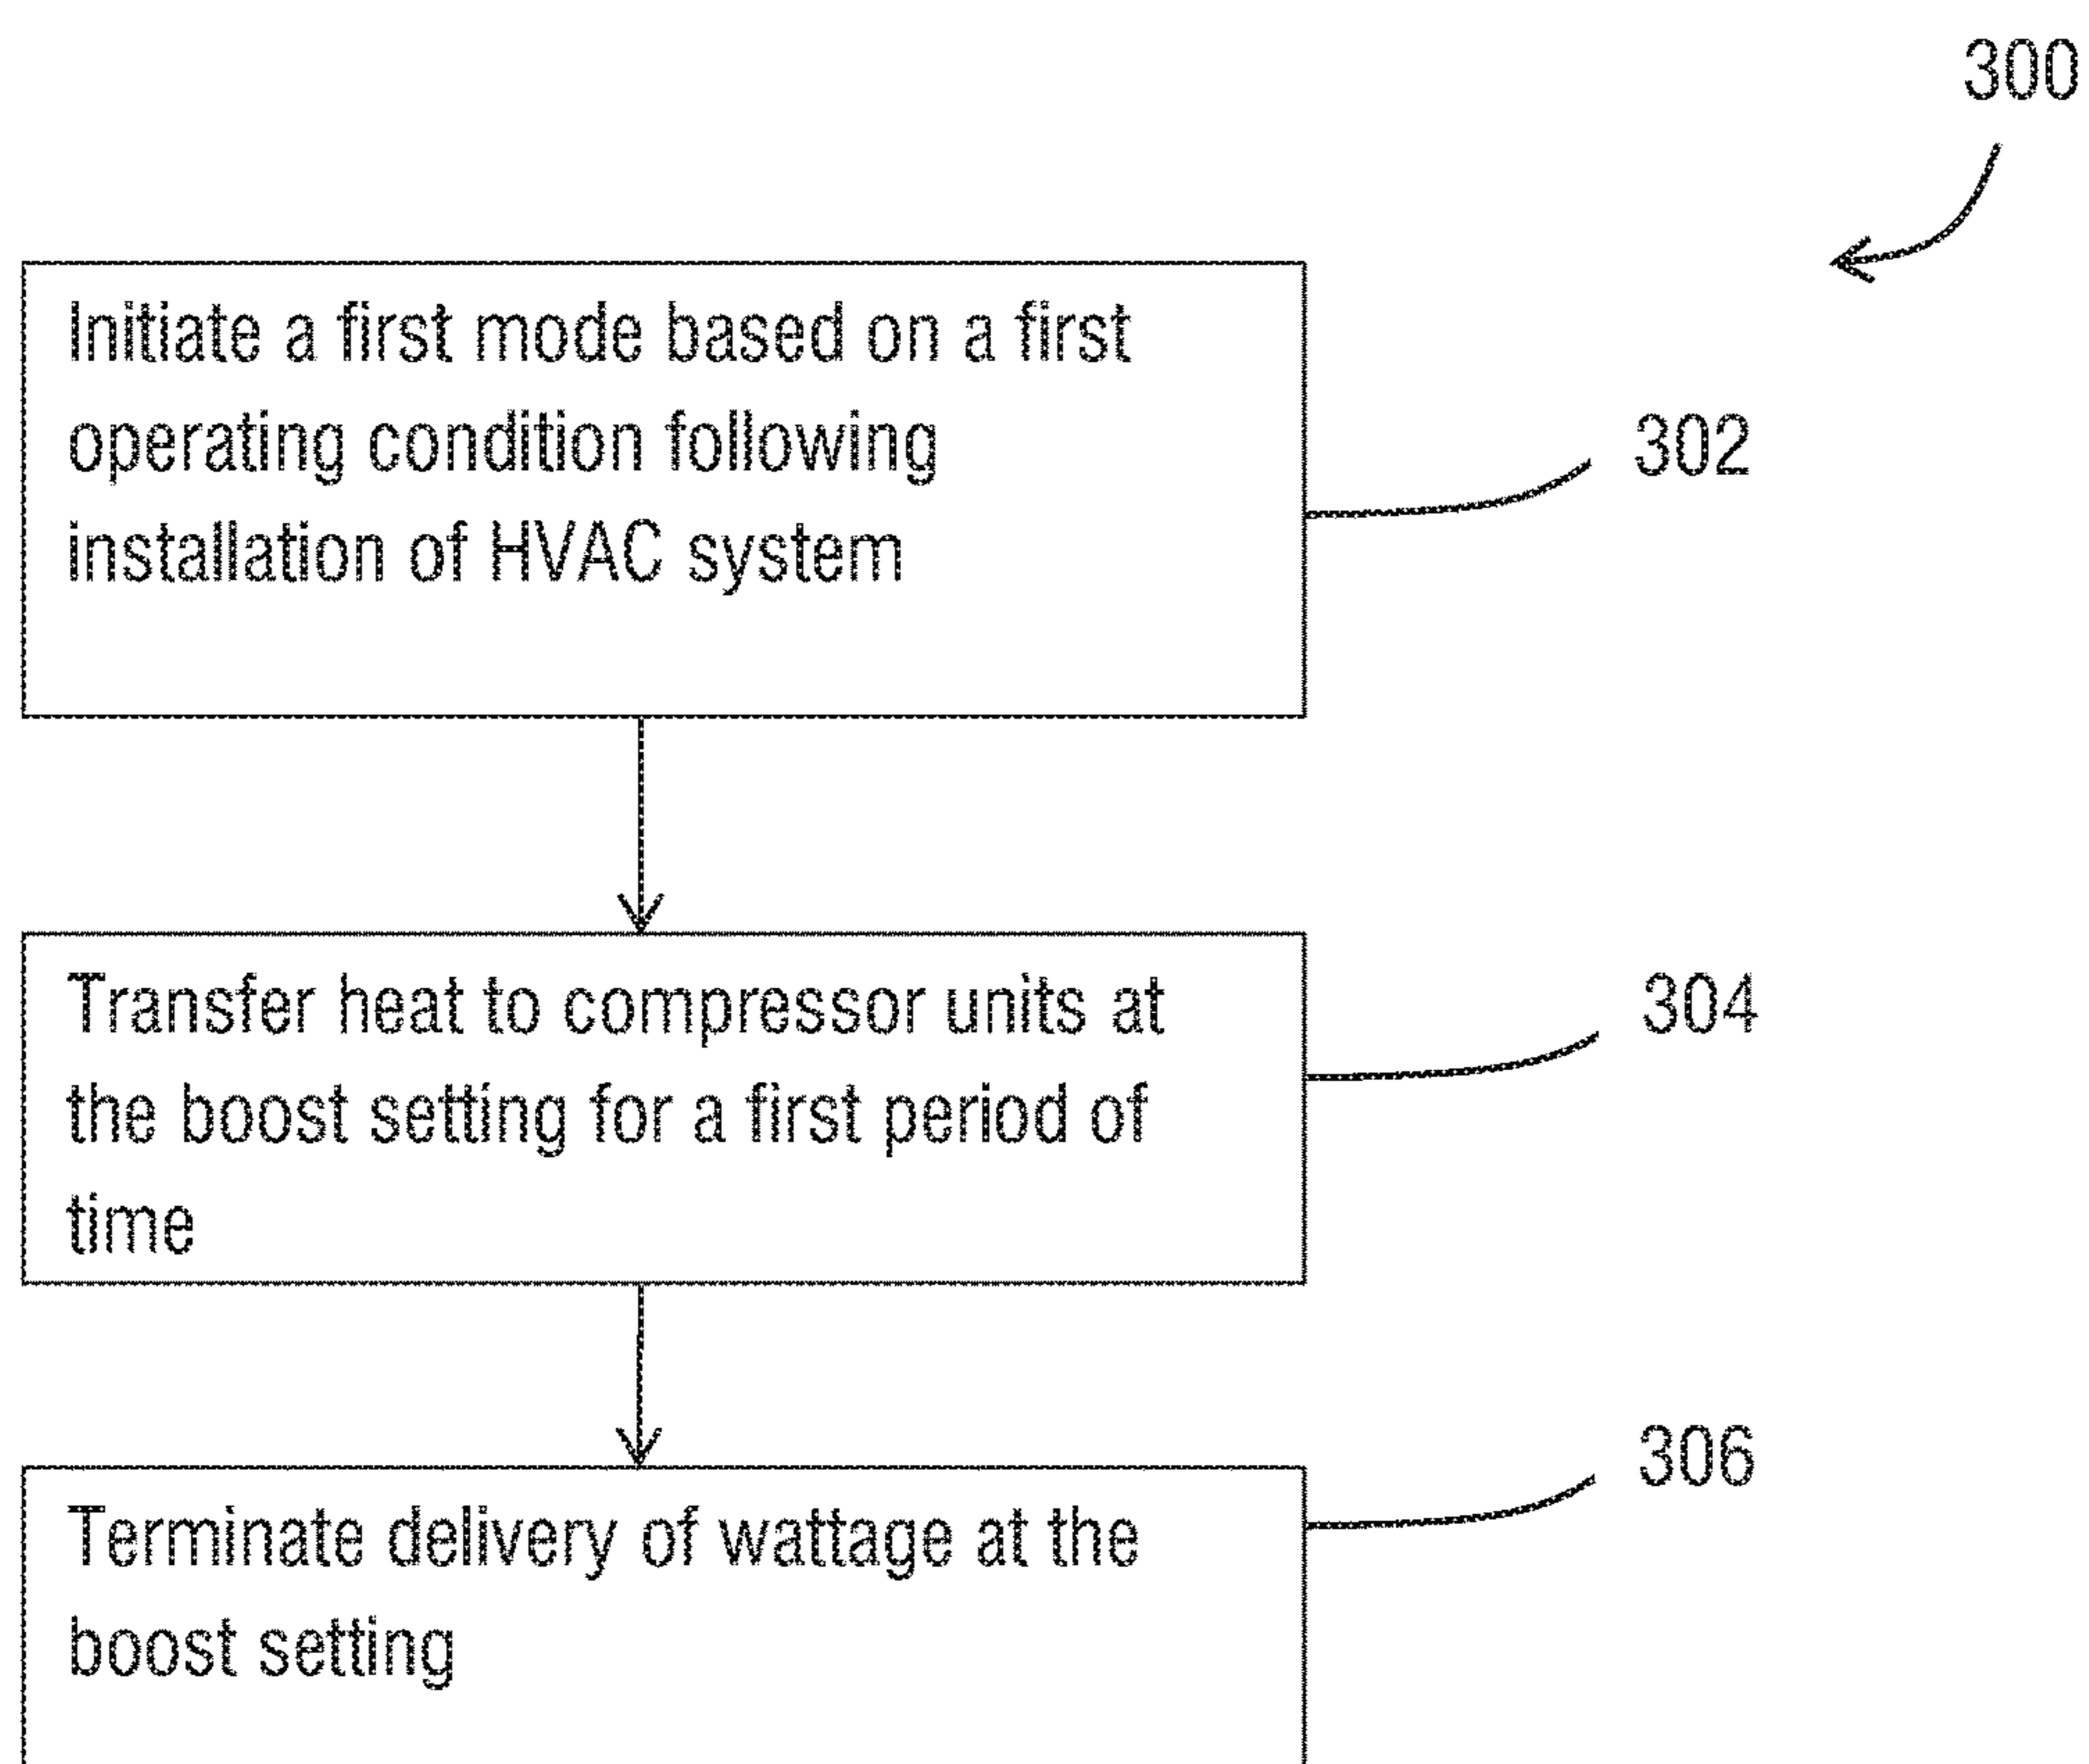 300
Initiate a first mode based on a first
operating condition following
installation of HVAC system
302
Transfer heat to compressor units at
the boost setting for a first period of
time
304
Terminate delivery of wattage at the
boost setting
306